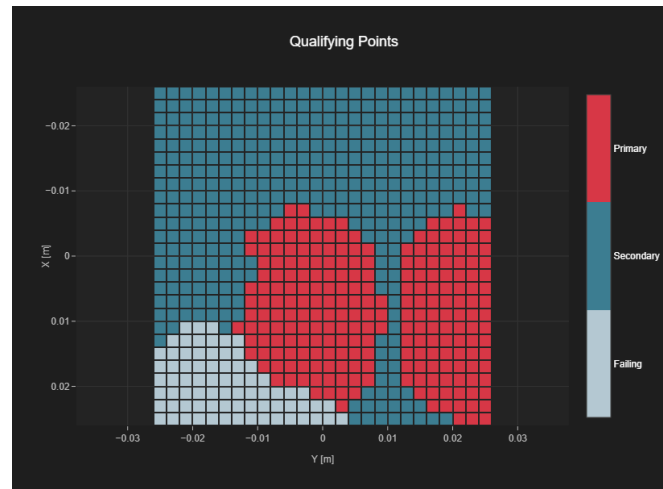 Qualifying Points
−0.02
−0.01
0
0.01
0.02
X [m]
−0.03
−0.02
−0.01
0
0.01
0.02
0.03
Y [m]
Primary
Secondary
Failing